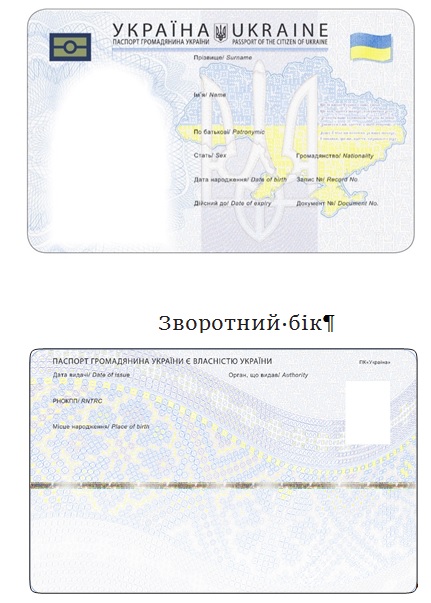 УКРАЇНА UKRAINE
ПАСПОРТ ГРОМАДЯНИНА УКРАЇНИ PASSPORT OF THE CITIZEN OF UKRAINE
Прізвище/ Surname
Ім'я/ Name
По батькові/ Patronymic
Стать/ Sex Громадянство/ Nationality
Дата народження/ Date of birth Запис №/ Record No.
Дійсний до/ Date of expiry Документ №/ Document No.
Зворотний·бік¶
ПАСПОРТ ГРОМАДЯНИНА УКРАЇНИ Є ВЛАСНІСТЮ УКРАЇНИ ПК«Україна»
Дата видачі/ Date of issue Орган, що видав/ Authority
РНОКПП/ RNTRC
Місце народження/ Place of birth